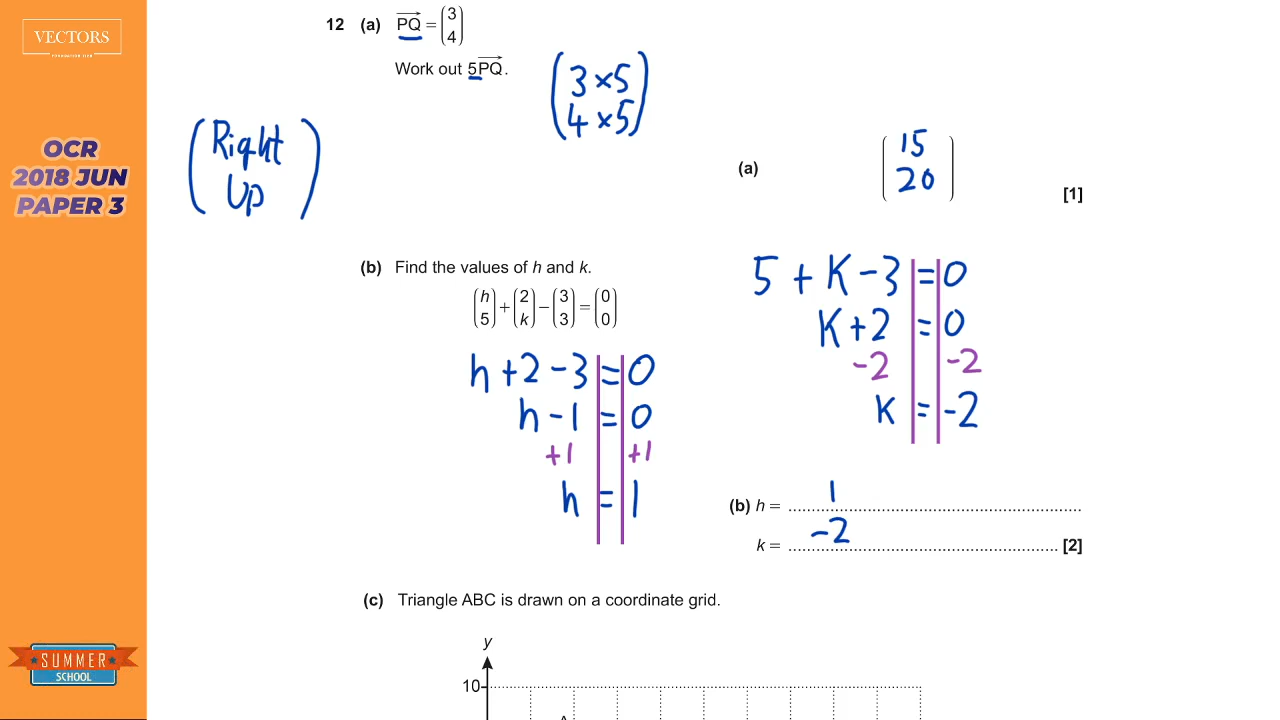 VECTORS
FOUNDATION TIER
OCR
2018 JUN
PAPER 3
SUMMER
SCHOOL
12 (a) PQ = (3 4)
Work out 5PQ.
(3 ×5 4 ×5)
(Right Up)
(a) (15 20)
[1]
(b) Find the values of h and k.
(h 5) + (2 k) − (3 3) = (0 0)
h + 2 − 3 = 0
h − 1 = 0
+1 +1
h = 1
5 + K − 3 = 0
K + 2 = 0
−2 −2
K = −2
(b) h = 1
k = −2 [2]
(c) Triangle ABC is drawn on a coordinate grid.
y
10
A